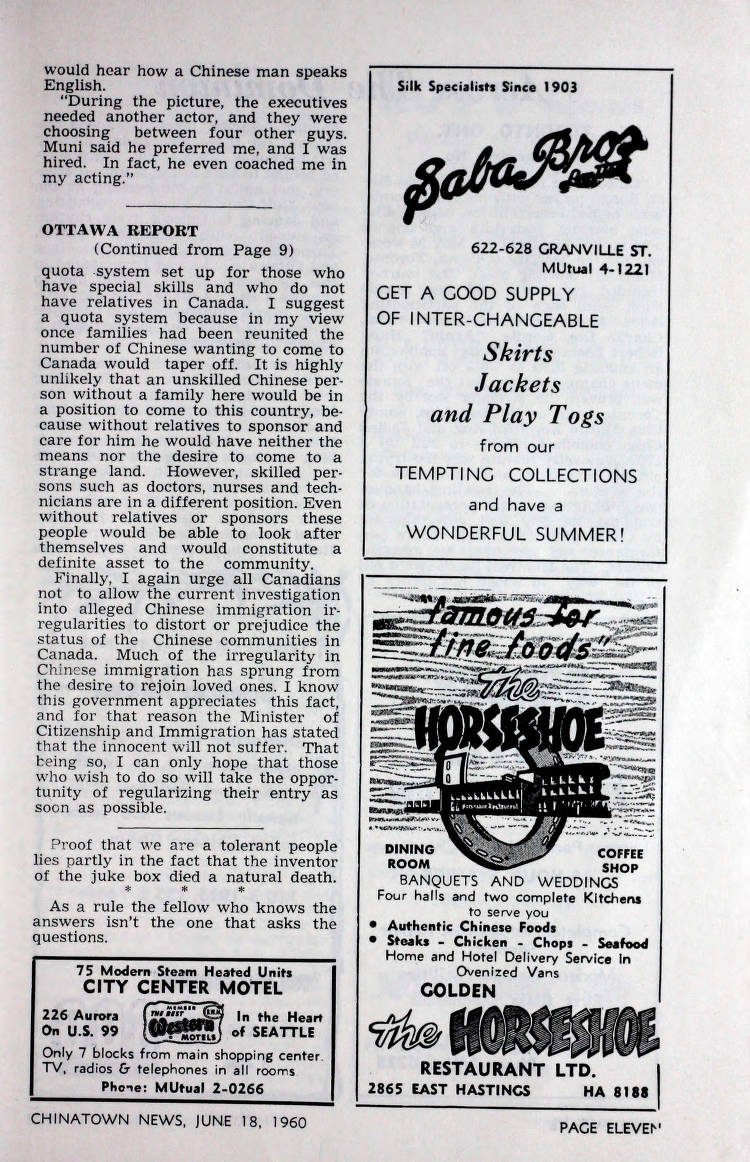 would hear how a Chinese man speaks
English.
"During the picture, the executives
needed another actor, and they were
choosing between four other guys.
Muni said he preferred me, and I was
hired. In fact, he even coached me in
my acting."
OTTAWA REPORT
(Continued from Page 9)
quota system set up for those who
have special skills and who do not
have relatives in Canada. I suggest
a quota system because in my view
once families had been reunited the
number of Chinese wanting to come to
Canada would taper off. It is highly
unlikely that an unskilled Chinese per-
son without a family here would be in
a position to come to this country, be-
cause without relatives to sponsor and
care for him he would have neither the
means nor the desire to come to a
strange land. However, skilled per-
sons such as doctors, nurses and tech-
nicians are in a different position. Even
without relatives or sponsors these
people would be able to look after
themselves and would constitute a
definite asset to the community.
Finally, I again urge all Canadians
not to allow the current investigation
into alleged Chinese immigration ir-
regularities to distort or prejudice the
status of the Chinese communities in
Canada. Much of the irregularity in
Chinese immigration has sprung from
the desire to rejoin loved ones. I know
this government appreciates this fact,
and for that reason the Minister of
Citizenship and Immigration has stated
that the innocent will not suffer. That
being so, I can only hope that those
who wish to do so will take the oppor-
tunity of regularizing their entry as
soon as possible.
Proof that we are a tolerant people
lies partly in the fact that the inventor
of the juke box died a natural death.
* * *
As a rule the fellow who knows the
answers isn't the one that asks the
questions.
75 Modern Steam Heated Units
CITY CENTER MOTEL
226 Aurora
On U.S. 99
MEMBER
THE BEST
Western
MOTELS
In the Heart
of SEATTLE
Only 7 blocks from main shopping center.
TV, radios & telephones in all rooms
Phone: MUtual 2-0266
Silk Specialists Since 1903
Saba Bros
622-628 GRANVILLE ST.
MUtual 4-1221
GET A GOOD SUPPLY
OF INTER-CHANGEABLE
Skirts
Jackets
and Play Togs
from our
TEMPTING COLLECTIONS
and have a
WONDERFUL SUMMER!
"famous for
fine foods"
The
HORSESHOE
Horseshoe Restaurant
DINING
ROOM
COFFEE
SHOP
BANQUETS AND WEDDINGS
Four halls and two complete Kitchens
to serve you
• Authentic Chinese Foods
• Steaks - Chicken - Chops - Seafood
Home and Hotel Delivery Service in
Ovenized Vans
GOLDEN
the HORSESHOE
RESTAURANT LTD.
2865 EAST HASTINGS HA 8188
CHINATOWN NEWS, JUNE 18, 1960
PAGE ELEVEN